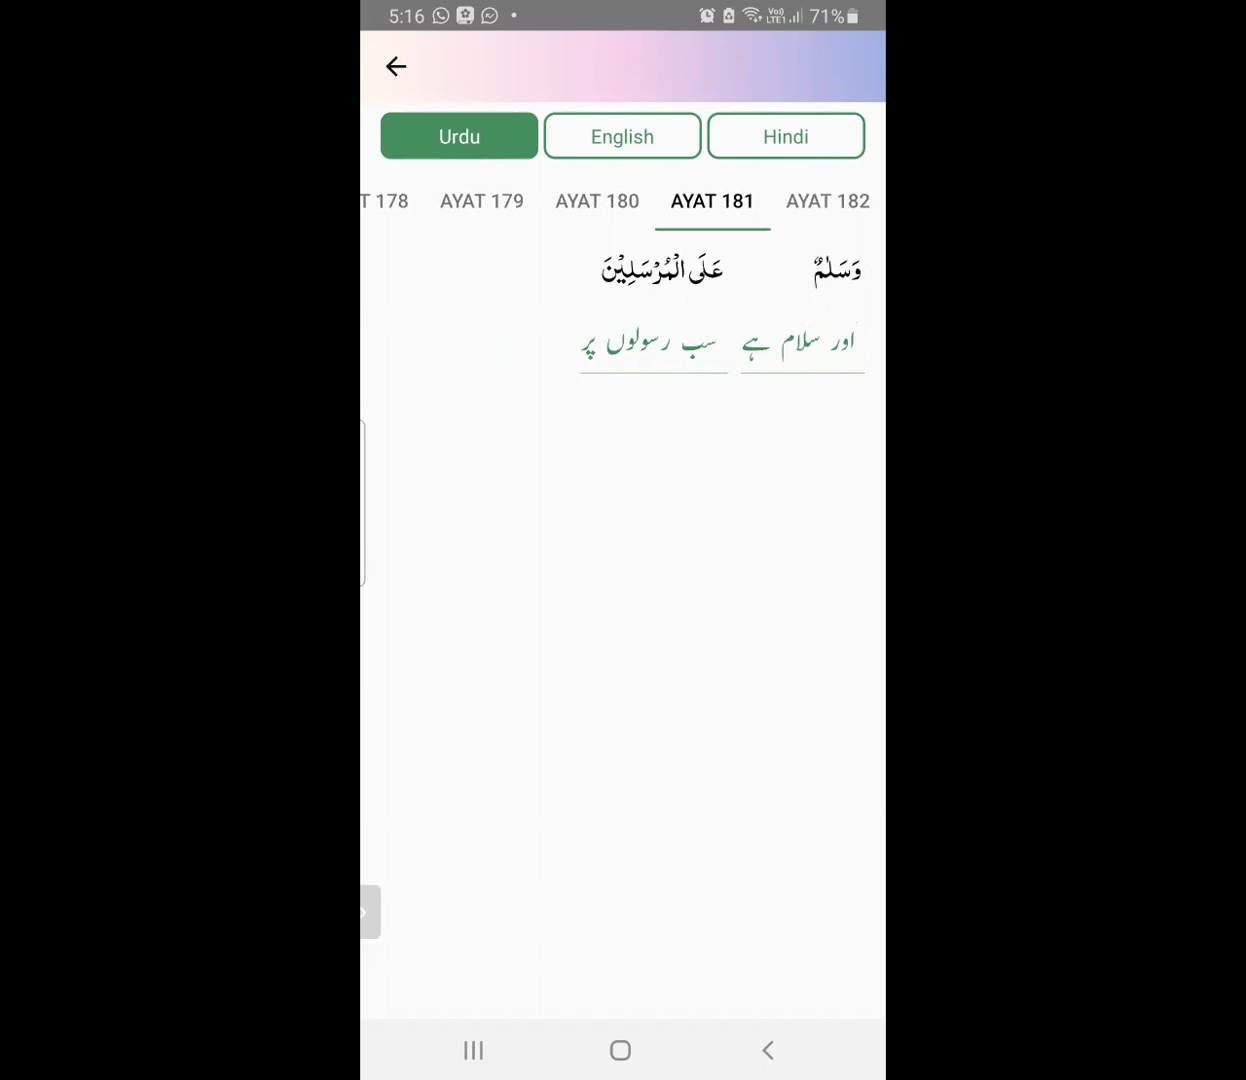 5:16 71%
Urdu English Hindi
T 178 AYAT 179 AYAT 180 AYAT 181 AYAT 182
وَسَلٰمٌ عَلَى الْمُرْسَلِيْنَ
اور سلام ہے سب رسولوں پر